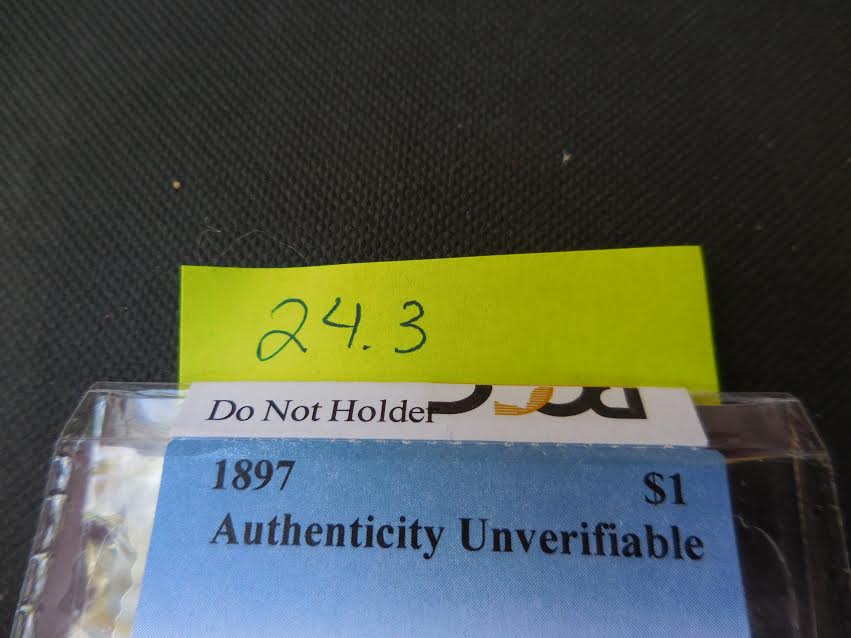 24.3
Do Not Holder
1897 $1
Authenticity Unverifiable